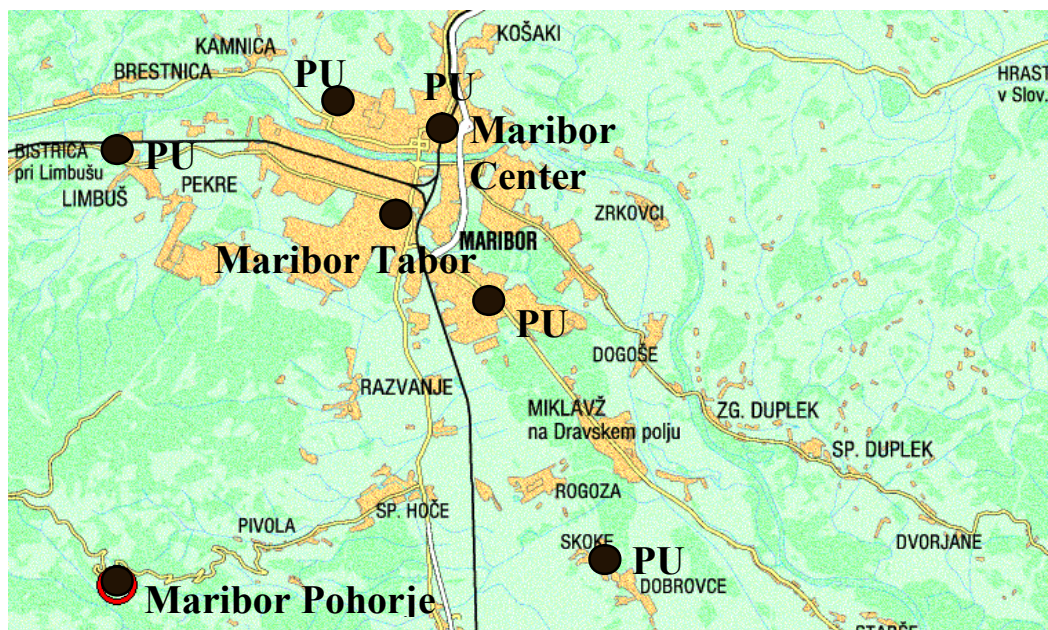 KOŠAKI
KAMNICA
BRESTNICA
PU
PU
HRAST
v Slov.
Maribor
Center
BISTRICA
pri Limbušu
PU
LIMBUŠ
PEKRE
ZRKOVCI
MARIBOR
Maribor Tabor
PU
DOGOŠE
RAZVANJE
MIKLAVŽ
na Dravskem polju
ZG. DUPLEK
SP. DUPLEK
ROGOZA
SP. HOČE
PIVOLA
SKOKE
PU
DVORJANE
DOBROVCE
Maribor Pohorje
STARŠE